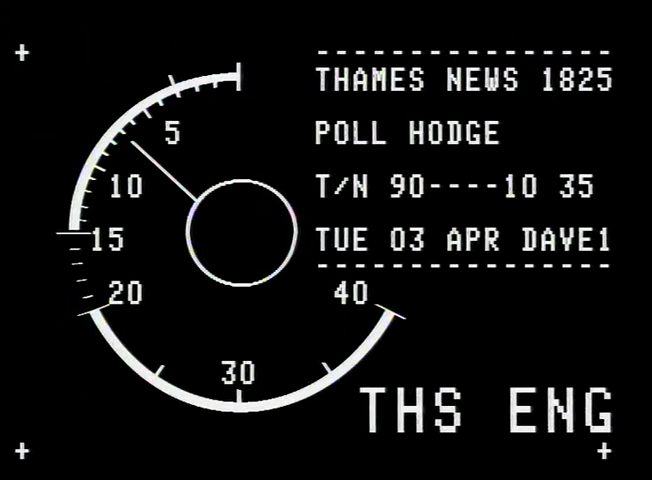 THAMES NEWS 1825
POLL HODGE
T/N 90----10 35
TUE 03 APR DAVE1
5
10
15
20
30
40
THS ENG